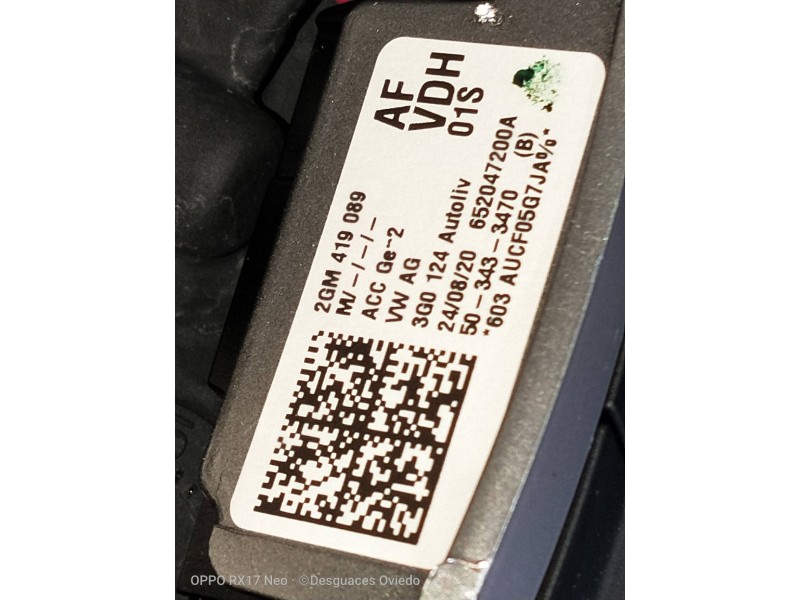 AF
VDH
01S
2GM 419 089
M/-/-/-
ACC Ge-2
VW AG
3G0 124 Autoliv
24/08/20 652047200A
50-343-3470 (B)
*603 AUCF05G7JA%*
OPPO RX17 Neo · ©Desguaces Oviedo